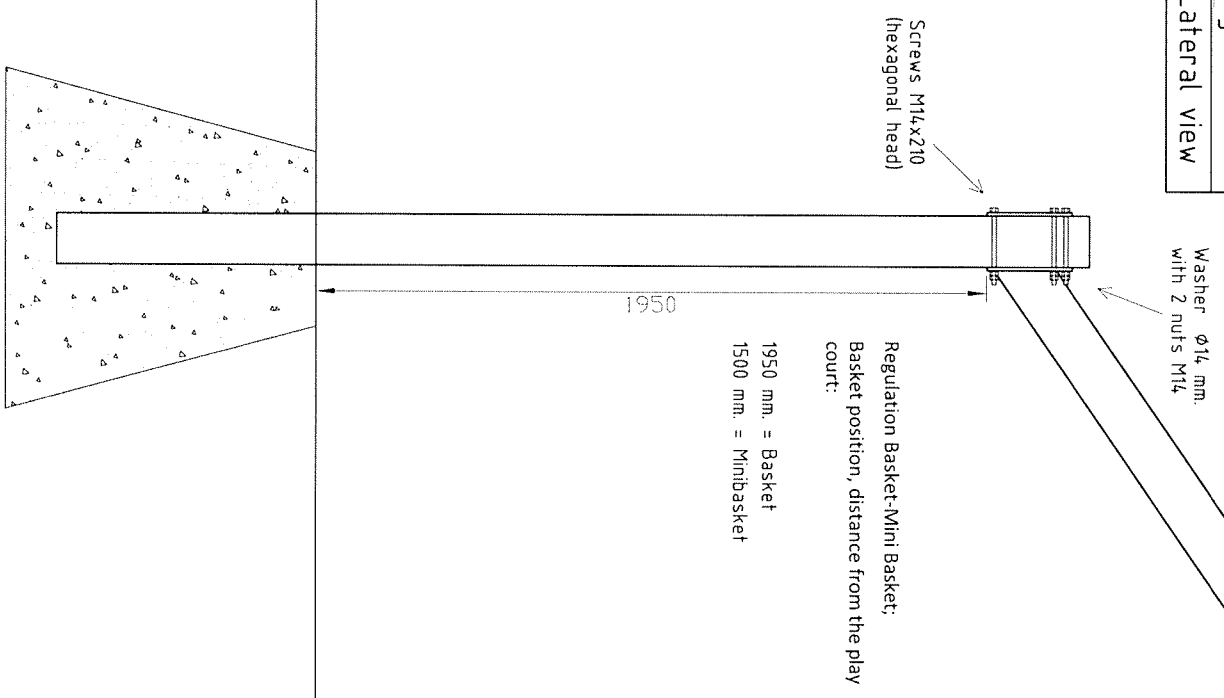 Lateral view
Screws M14x210
(hexagonal head)
Washer Ø14 mm.
with 2 nuts M14
1950
Regulation Basket-Mini Basket;
Basket position, distance from the play
court:
1950 mm. = Basket
1500 mm. = Minibasket